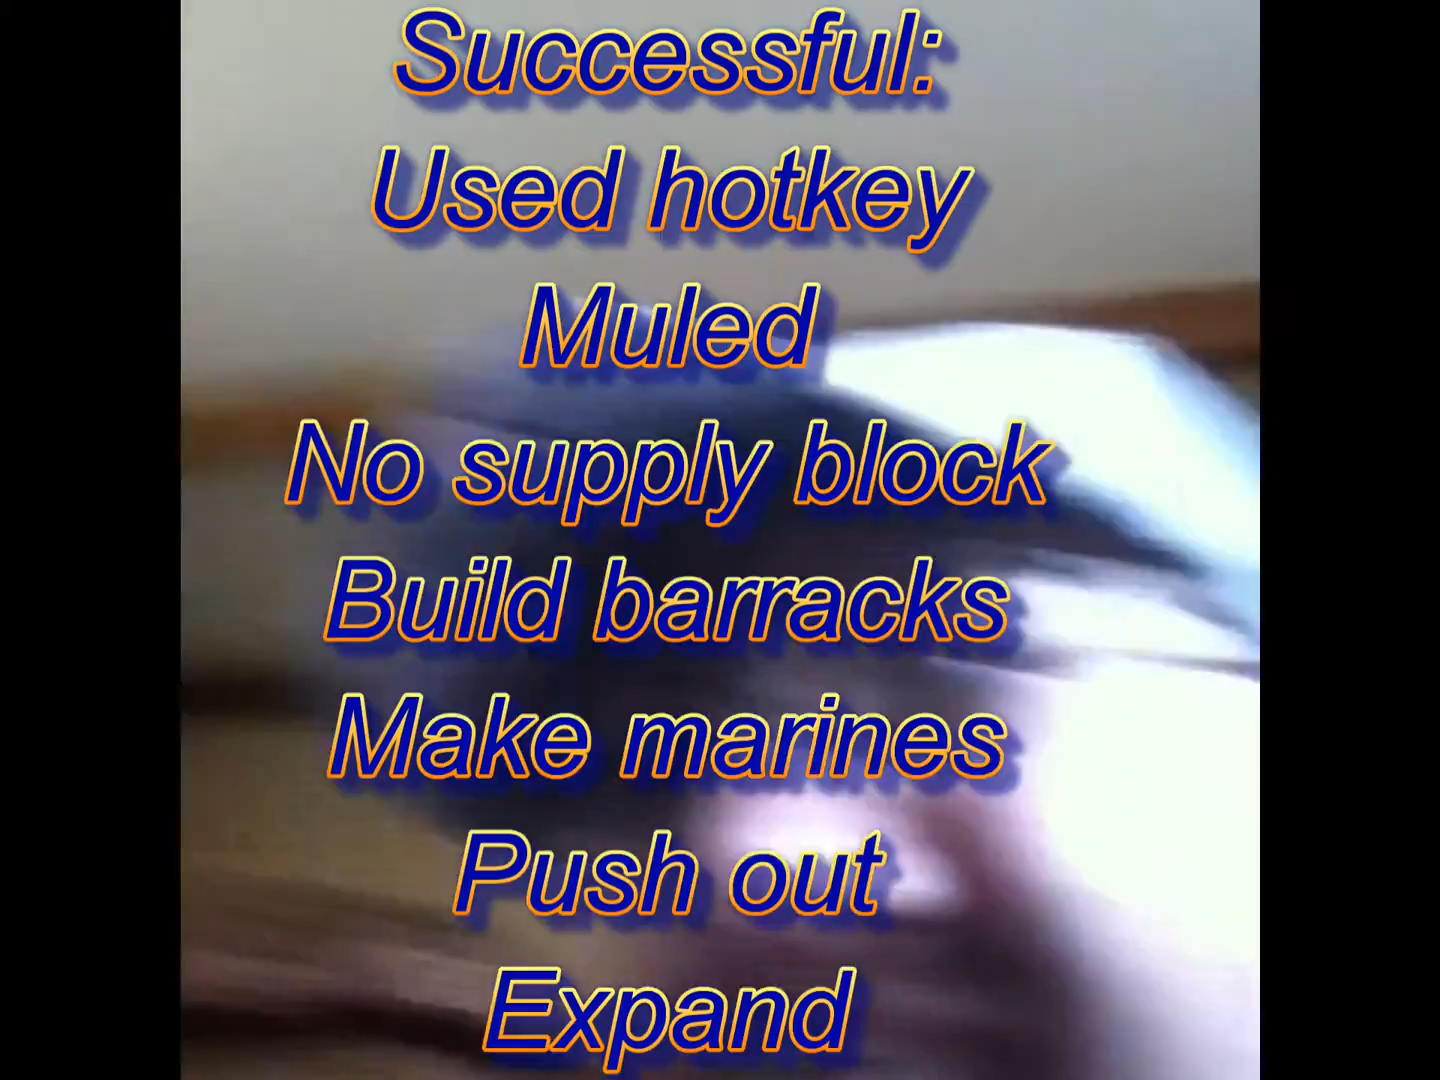 Successful:
Used hotkey
Muled
No supply block
Build barracks
Make marines
Push out
Expand